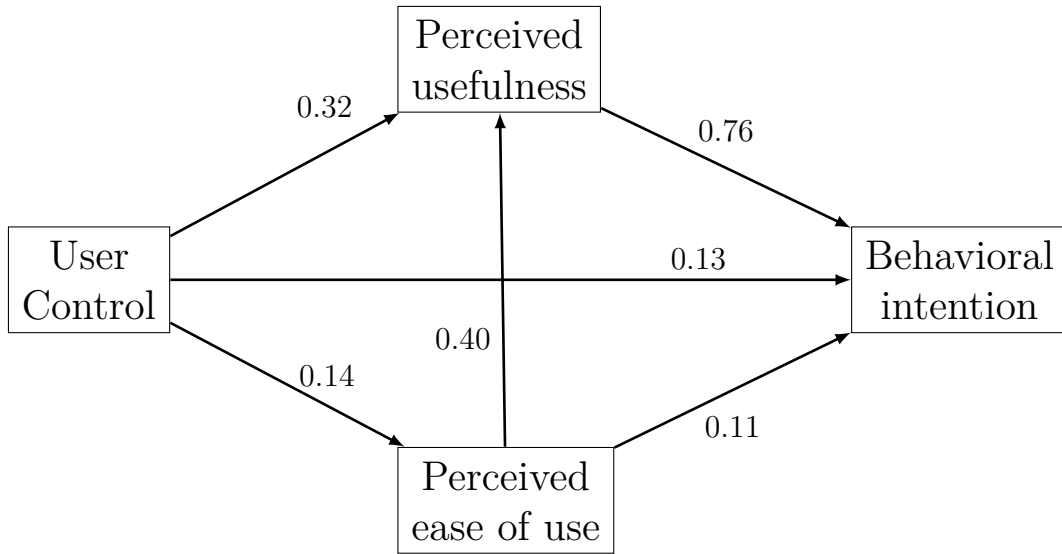 Perceived
usefulness
0.32
0.76
User
Control
0.13
Behavioral
intention
0.40
0.14
0.11
Perceived
ease of use